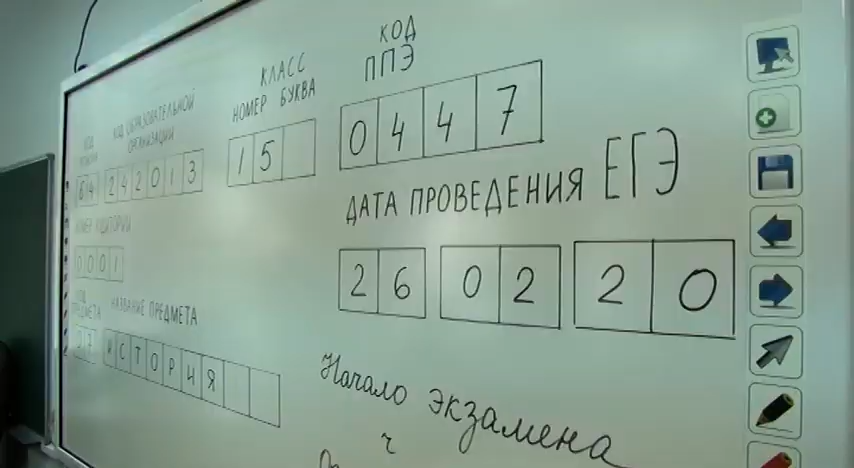 КОД РЕГИОНА КОД ОБРАЗОВАТЕЛЬНОЙ ОРГАНИЗАЦИИ КЛАСС НОМЕР БУКВА КОД ППЭ
64 242013 15 0447
НОМЕР АУДИТОРИИ ДАТА ПРОВЕДЕНИЯ ЕГЭ
0001 26 02 20
КОД ПРЕДМЕТА НАЗВАНИЕ ПРЕДМЕТА
ИСТОРИЯ
Начало экзамена
ч